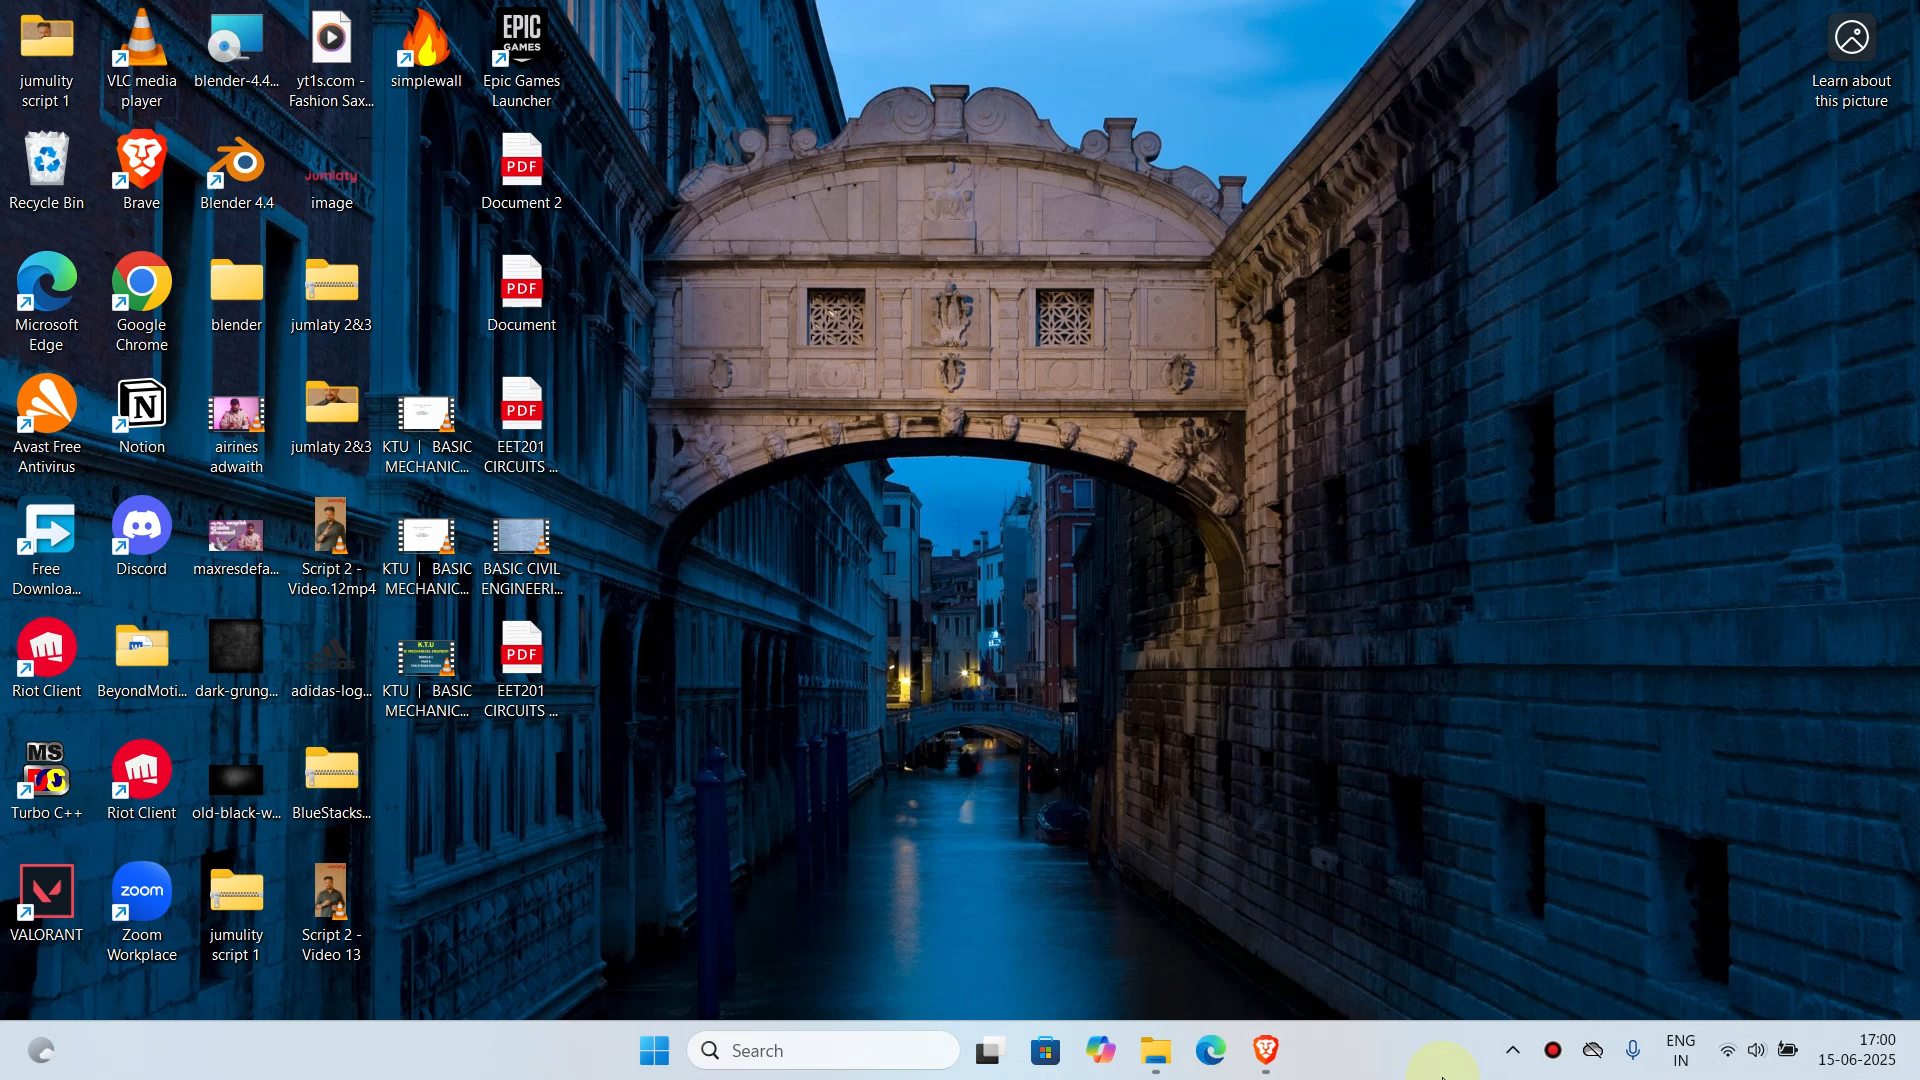 jumulity
script 1
VLC media
player
blender-4.4...
yt1s.com -
Fashion Sax...
simplewall
EPIC
GAMES
Epic Games
Launcher
Learn about
this picture
Recycle Bin
Brave
Blender 4.4
Jumlaty
image
PDF
Document 2
Microsoft
Edge
Google
Chrome
blender
jumlaty 2&3
PDF
Document
Avast Free
Antivirus
Notion
airines
adwaith
jumlaty 2&3
KTU | BASIC
MECHANIC...
PDF
EET201
CIRCUITS ...
Free
Downloa...
Discord
maxresdefa...
Script 2 -
Video.12mp4
KTU | BASIC
MECHANIC...
BASIC CIVIL
ENGINEERI...
Riot Client
BeyondMoti...
dark-grung...
adidas-log...
K.T.U
KTU | BASIC
MECHANIC...
PDF
EET201
CIRCUITS ...
MS
Turbo C++
Riot Client
old-black-w...
BlueStacks...
VALORANT
zoom
Zoom
Workplace
jumulity
script 1
Script 2 -
Video 13
Search
ENG
IN
17:00
15-06-2025